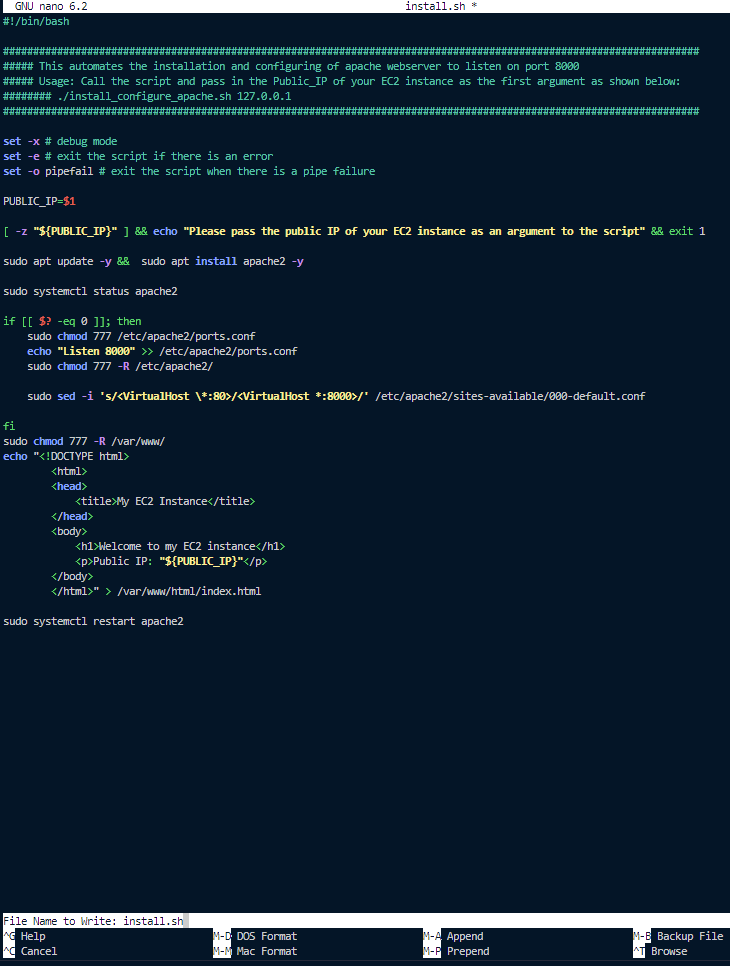 GNU nano 6.2 install.sh *
#!/bin/bash
####################################################################################################################
##### This automates the installation and configuring of apache webserver to listen on port 8000
##### Usage: Call the script and pass in the Public_IP of your EC2 instance as the first argument as shown below:
######## ./install_configure_apache.sh 127.0.0.1
####################################################################################################################
set -x # debug mode
set -e # exit the script if there is an error
set -o pipefail # exit the script when there is a pipe failure
PUBLIC_IP=$1
[ -z "${PUBLIC_IP}" ] && echo "Please pass the public IP of your EC2 instance as an argument to the script" && exit 1
sudo apt update -y &&  sudo apt install apache2 -y
sudo systemctl status apache2
if [[ $? -eq 0 ]]; then
    sudo chmod 777 /etc/apache2/ports.conf
    echo "Listen 8000" >> /etc/apache2/ports.conf
    sudo chmod 777 -R /etc/apache2/
    sudo sed -i 's/<VirtualHost \*:80>/<VirtualHost *:8000>/' /etc/apache2/sites-available/000-default.conf
fi
sudo chmod 777 -R /var/www/
echo "<!DOCTYPE html>
        <html>
        <head>
            <title>My EC2 Instance</title>
        </head>
        <body>
            <h1>Welcome to my EC2 instance</h1>
            <p>Public IP: "${PUBLIC_IP}"</p>
        </body>
        </html>" > /var/www/html/index.html
sudo systemctl restart apache2
File Name to Write: install.sh
^G Help M-D DOS Format M-A Append M-B Backup File
^C Cancel M-M Mac Format M-P Prepend ^T Browse